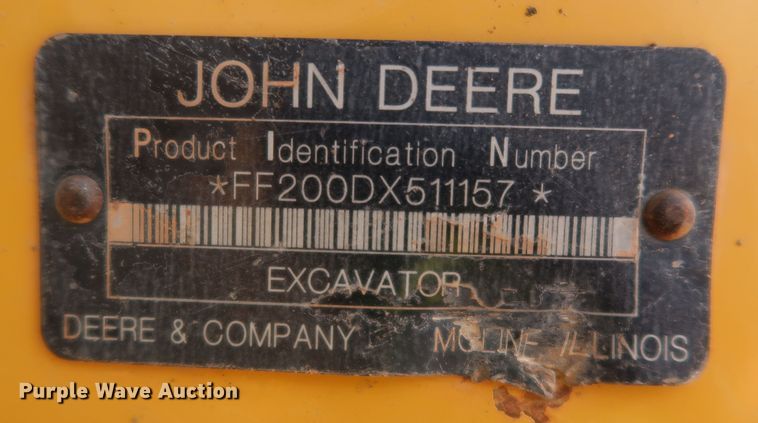 JOHN DEERE
Product Identification Number
*FF200DX511157*
EXCAVATOR
DEERE & COMPANY MOLINE ILLINOIS
Purple Wave Auction